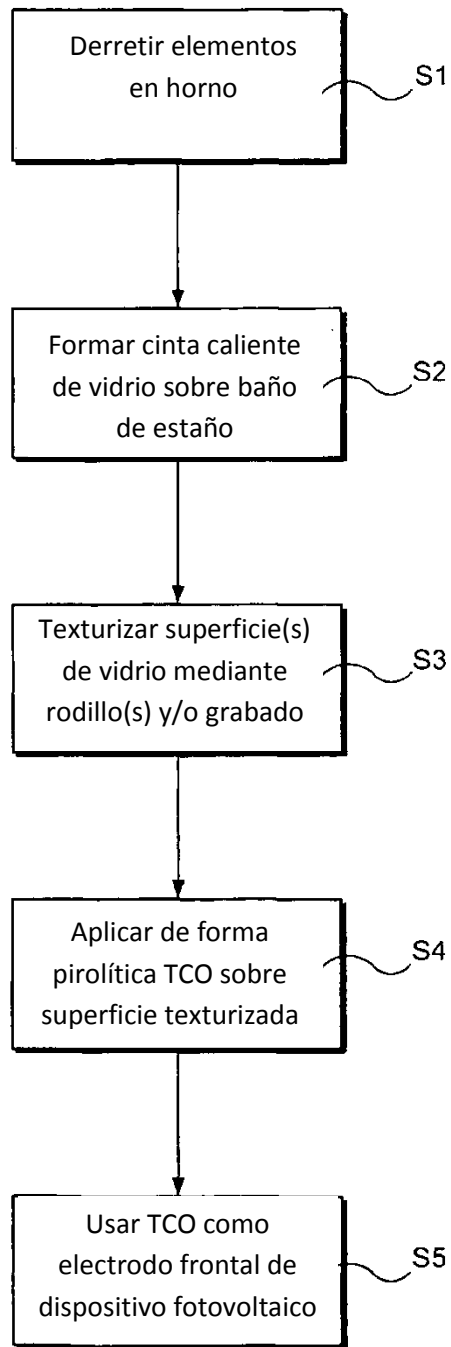 Derretir elementos
en horno
S1
Formar cinta caliente
de vidrio sobre baño
de estaño
S2
Texturizar superficie(s)
de vidrio mediante
rodillo(s) y/o grabado
S3
Aplicar de forma
pirolítica TCO sobre
superficie texturizada
S4
Usar TCO como
electrodo frontal de
dispositivo fotovoltaico
S5